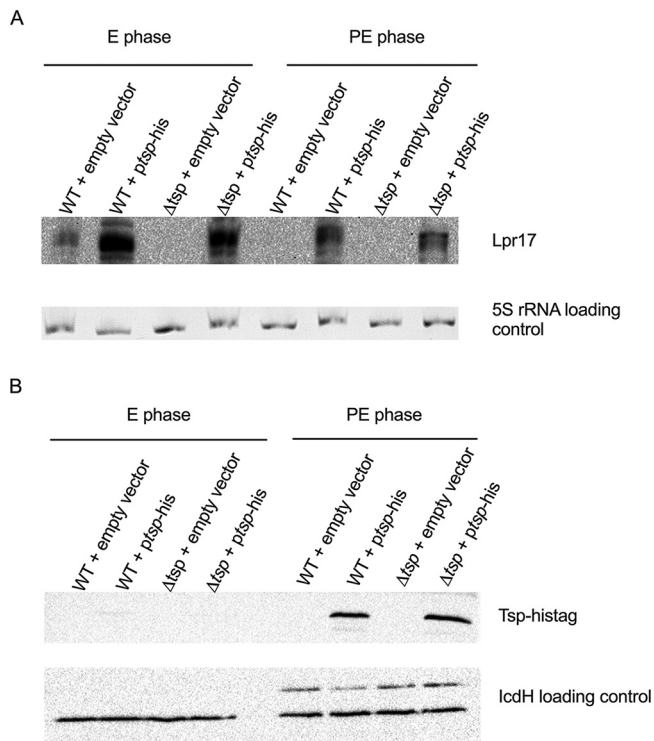 A
E phase
PE phase
WT + empty vector
WT + ptsp-his
Δtsp + empty vector
Δtsp + ptsp-his
WT + empty vector
WT + ptsp-his
Δtsp + empty vector
Δtsp + ptsp-his
Lpr17
5S rRNA loading
control
B
E phase
PE phase
WT + empty vector
WT + ptsp-his
Δtsp + empty vector
Δtsp + ptsp-his
WT + empty vector
WT + ptsp-his
Δtsp + empty vector
Δtsp + ptsp-his
Tsp-histag
IcdH loading control